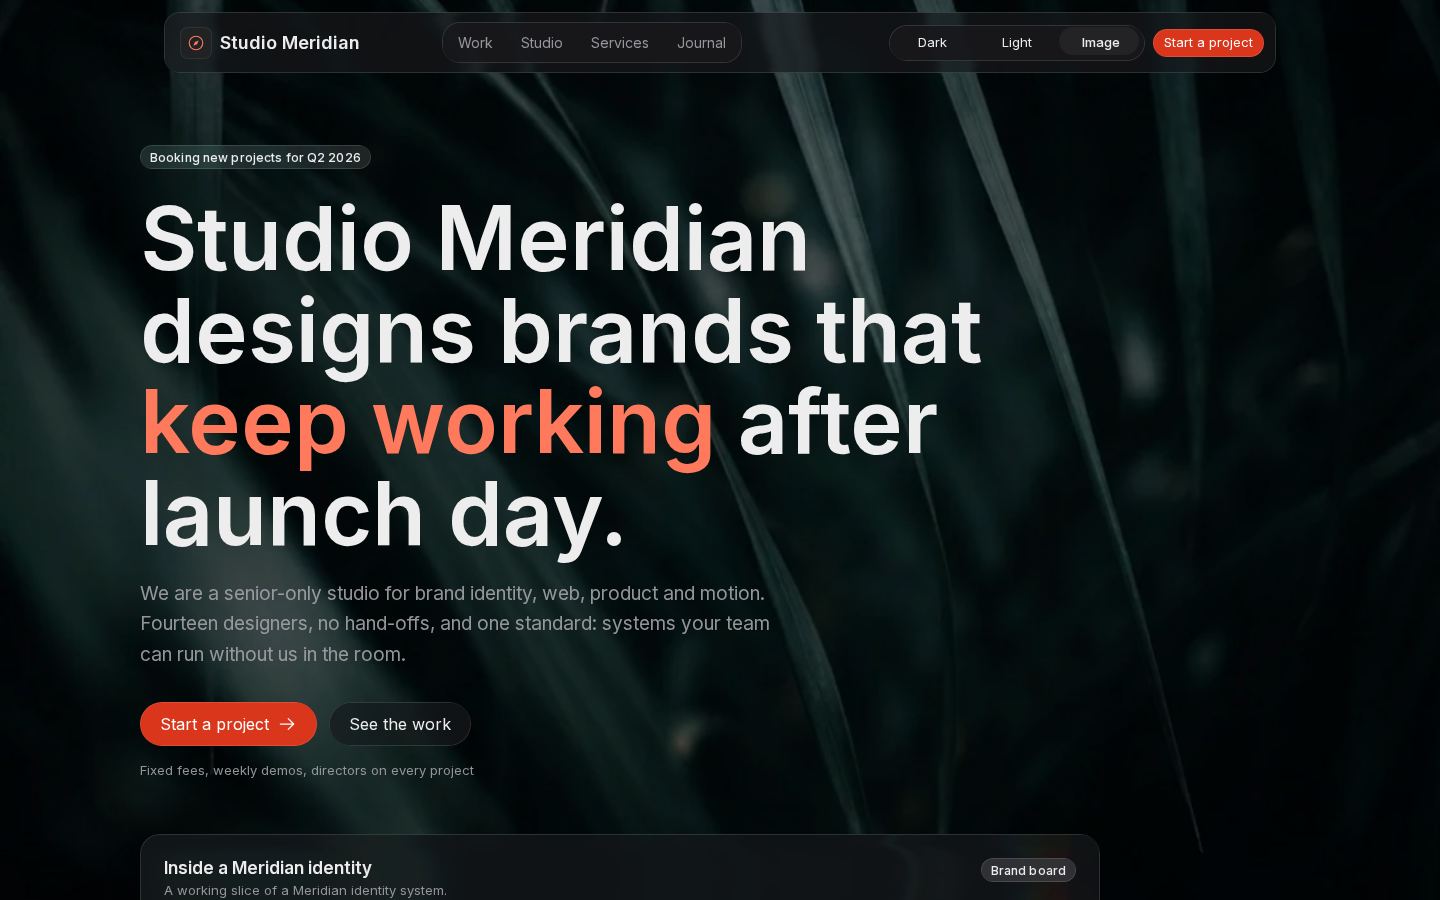 Studio Meridian
Work
Studio
Services
Journal
Dark
Light
Image
Start a project
Booking new projects for Q2 2026
Studio Meridian
designs brands that
keep working after
launch day.
We are a senior-only studio for brand identity, web, product and motion.
Fourteen designers, no hand-offs, and one standard: systems your team
can run without us in the room.
Start a project
See the work
Fixed fees, weekly demos, directors on every project
Inside a Meridian identity
Brand board
A working slice of a Meridian identity system.